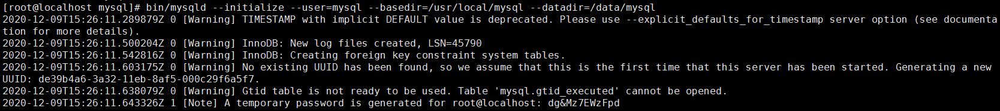 [root@localhost mysql]# bin/mysqld --initialize --user=mysql --basedir=/usr/local/mysql --datadir=/data/mysql
2020-12-09T15:26:11.289879Z 0 [Warning] TIMESTAMP with implicit DEFAULT value is deprecated. Please use --explicit_defaults_for_timestamp server option (see documenta
tion for more details).
2020-12-09T15:26:11.500204Z 0 [Warning] InnoDB: New log files created, LSN=45790
2020-12-09T15:26:11.542816Z 0 [Warning] InnoDB: Creating foreign key constraint system tables.
2020-12-09T15:26:11.603175Z 0 [Warning] No existing UUID has been found, so we assume that this is the first time that this server has been started. Generating a new
UUID: de39b4a6-3a32-11eb-8af5-000c29f6a5f7.
2020-12-09T15:26:11.638079Z 0 [Warning] Gtid table is not ready to be used. Table 'mysql.gtid_executed' cannot be opened.
2020-12-09T15:26:11.643326Z 1 [Note] A temporary password is generated for root@localhost: dg&Mz7EWzFpd